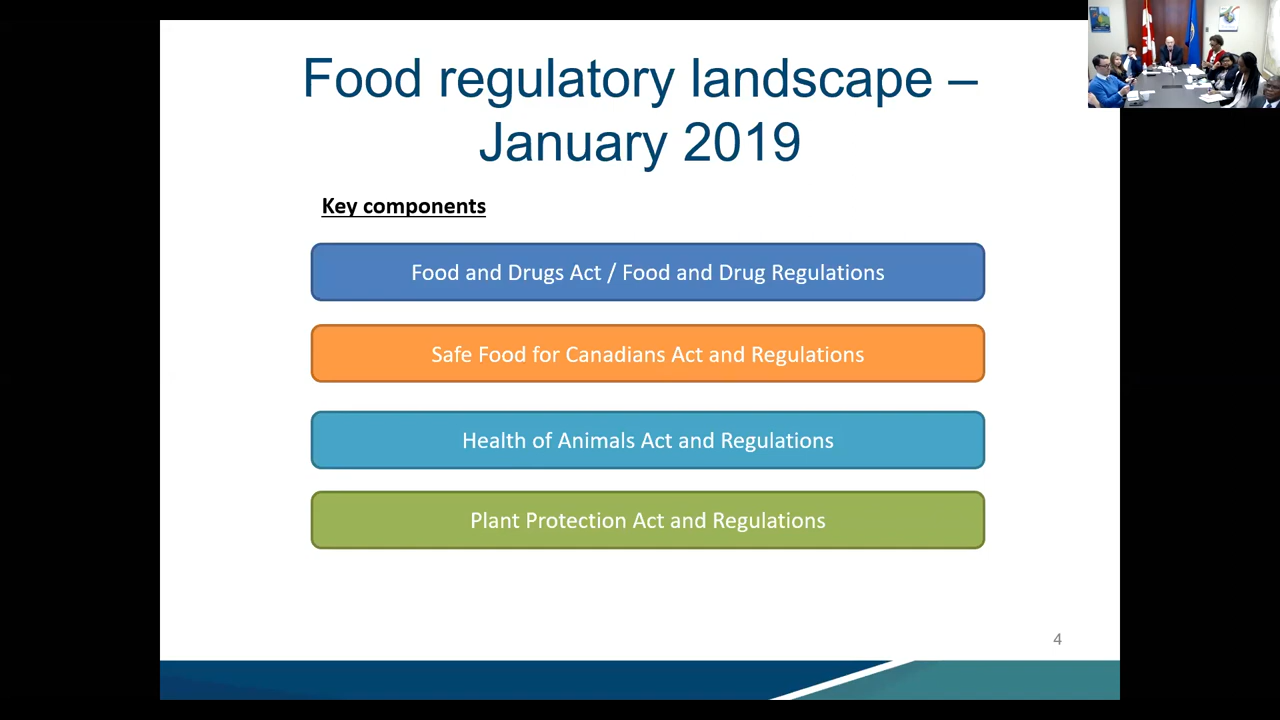 Food regulatory landscape –
January 2019
Key components
Food and Drugs Act / Food and Drug Regulations
Safe Food for Canadians Act and Regulations
Health of Animals Act and Regulations
Plant Protection Act and Regulations
4